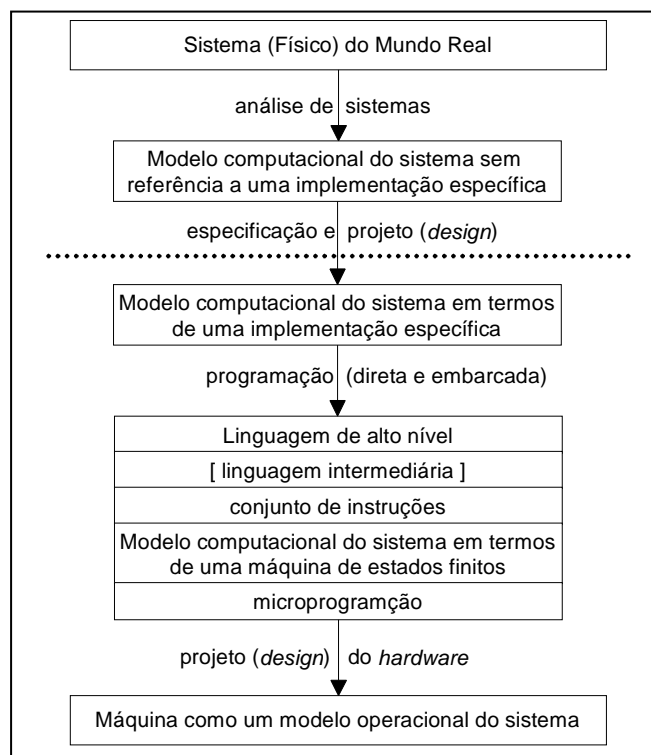 Sistema (Físico) do Mundo Real
análise de sistemas
Modelo computacional do sistema sem
referência a uma implementação específica
especificação e projeto (design)
Modelo computacional do sistema em termos
de uma implementação específica
programação (direta e embarcada)
Linguagem de alto nível
[ linguagem intermediária ]
conjunto de instruções
Modelo computacional do sistema em termos
de uma máquina de estados finitos
microprogramção
projeto (design) do hardware
Máquina como um modelo operacional do sistema